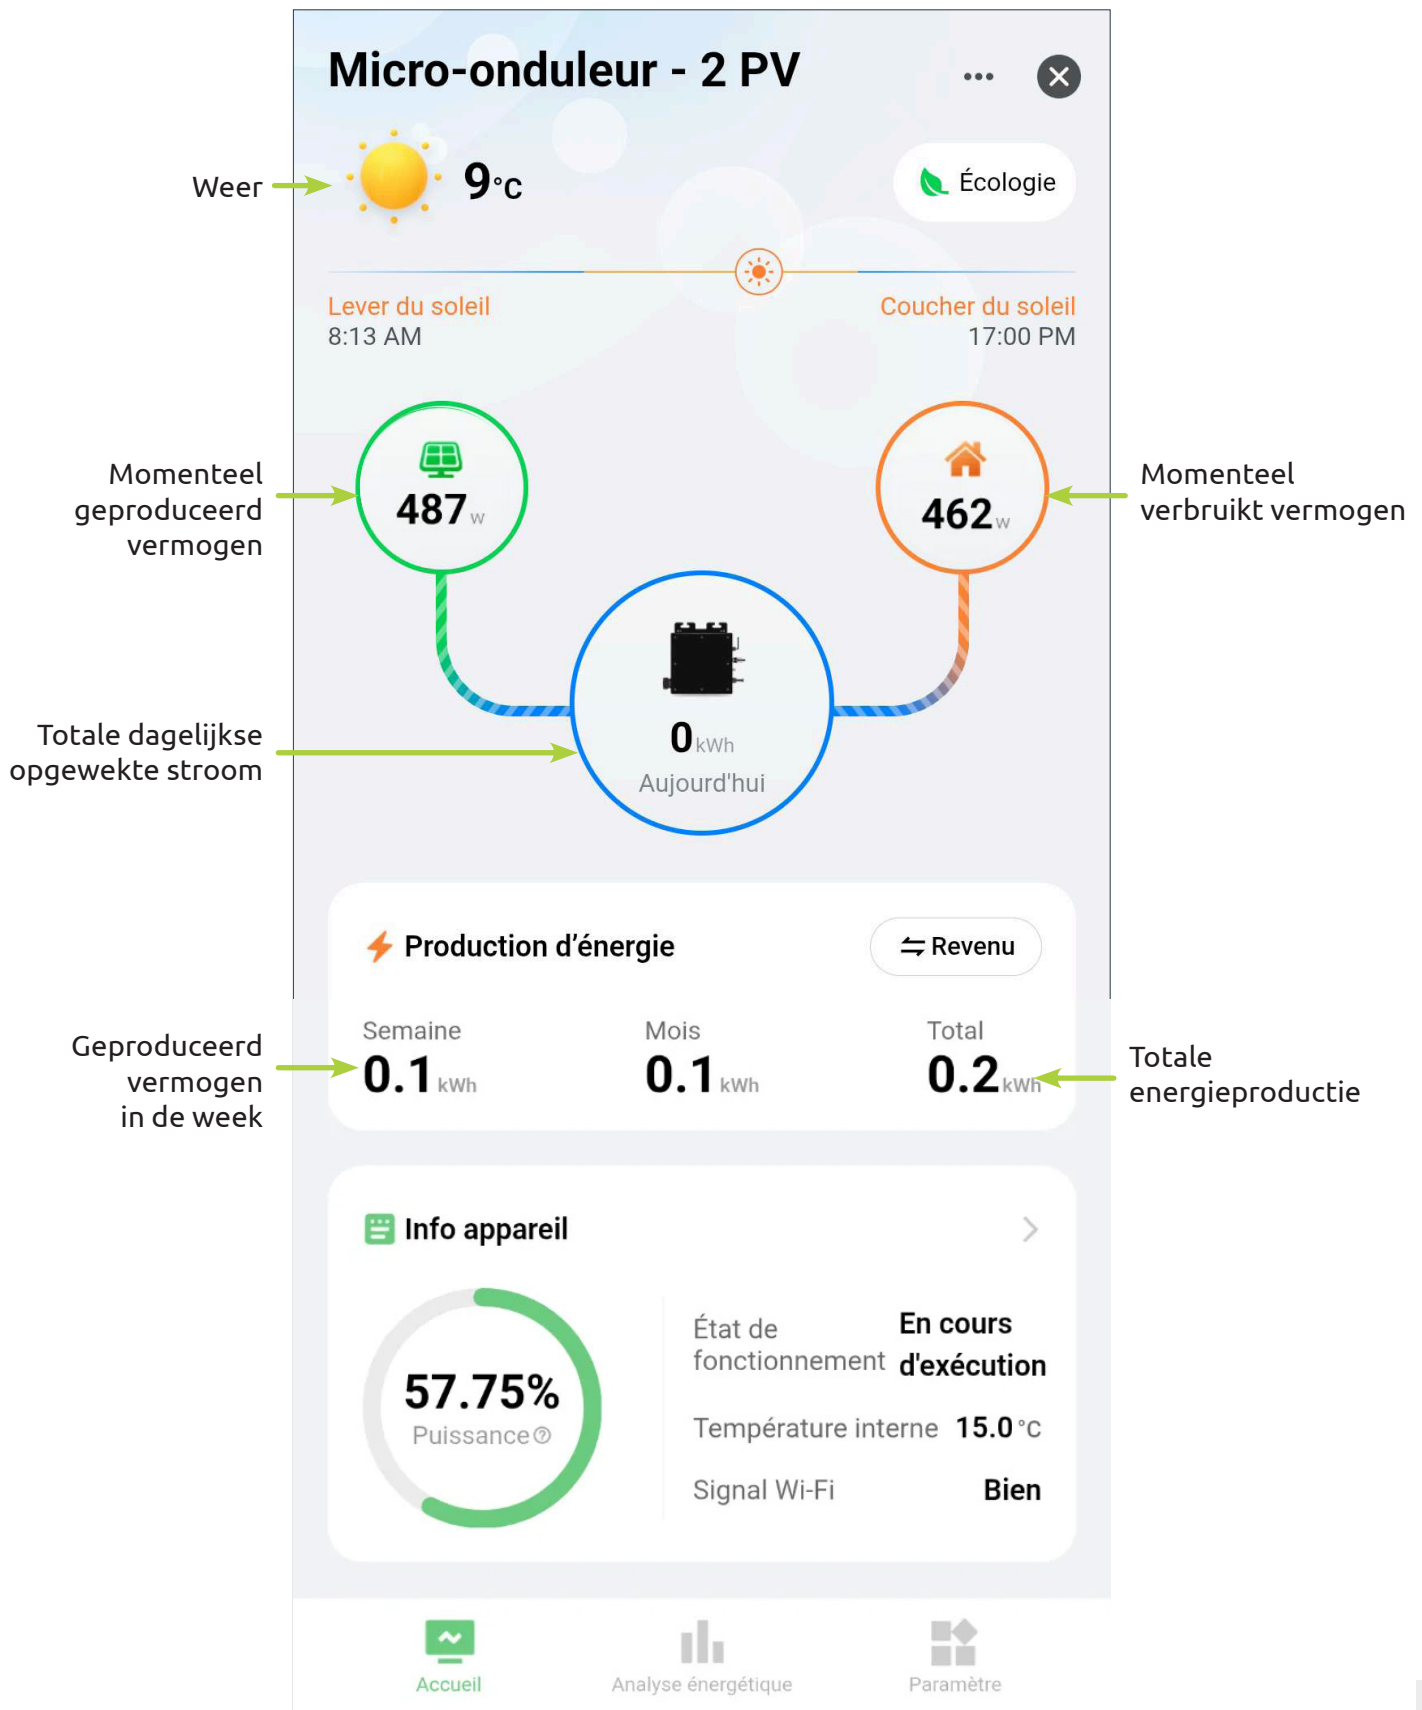 Micro-onduleur - 2 PV
Weer
9°C
Écologie
Lever du soleil
8:13 AM
Coucher du soleil
17:00 PM
Momenteel
geproduceerd
vermogen
487 w
462 w
Momenteel
verbruikt vermogen
Totale dagelijkse
opgewekte stroom
0 kWh
Aujourd'hui
Production d’énergie
Revenu
Geproduceerd
vermogen
in de week
Semaine
0.1 kWh
Mois
0.1 kWh
Total
0.2 kWh
Totale
energieproductie
Info appareil
57.75%
Puissance
État de
fonctionnement
En cours
d'exécution
Température interne 15.0 °C
Signal Wi-Fi Bien
Accueil
Analyse énergétique
Paramètre